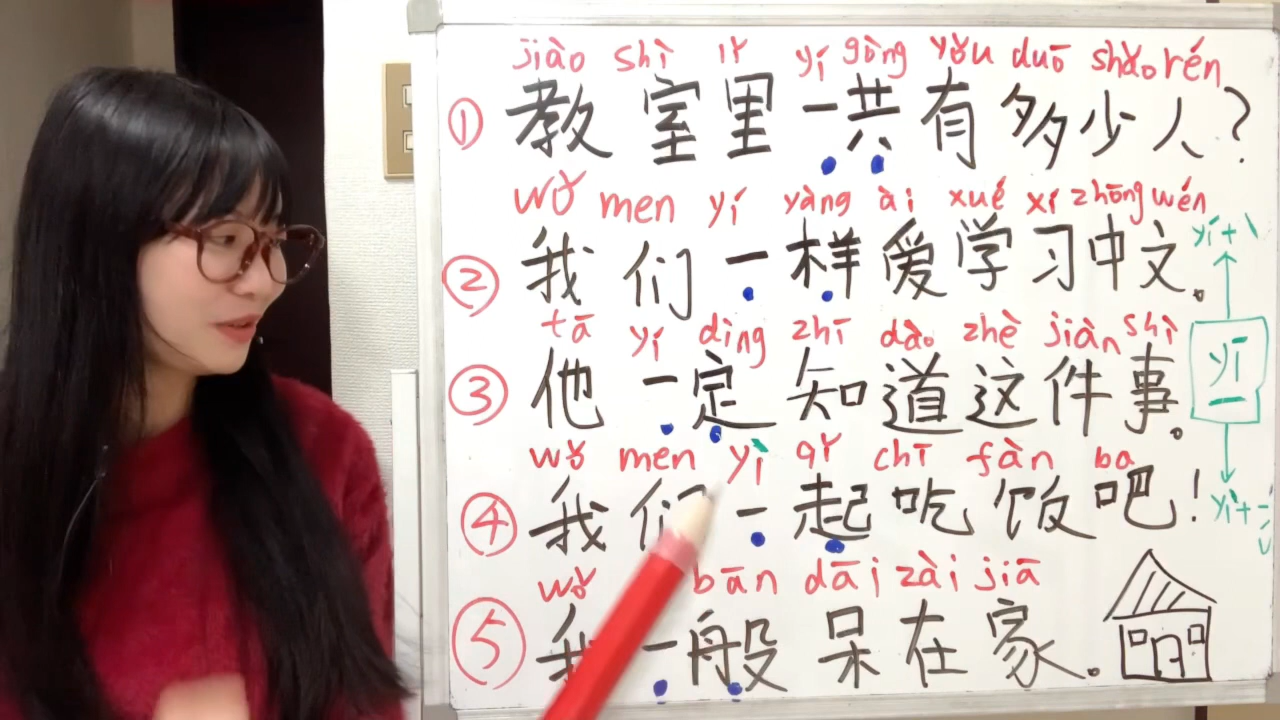 jiào shì lǐ yí gòng yǒu duō shǎo rén
① 教室里一共有多少人?
wǒ men yí yàng ài xué xí zhōng wén
② 我们一样爱学习中文。
tā yí dìng zhī dào zhè jiàn shì
③ 他一定知道这件事。
wǒ men yì qǐ chī fàn ba
④ 我们一起吃饭吧!
wǒ bān dāi zài jiā
⑤ 我一般呆在家。
yí+ˋ
yī
一
yì+ˉˊˇ